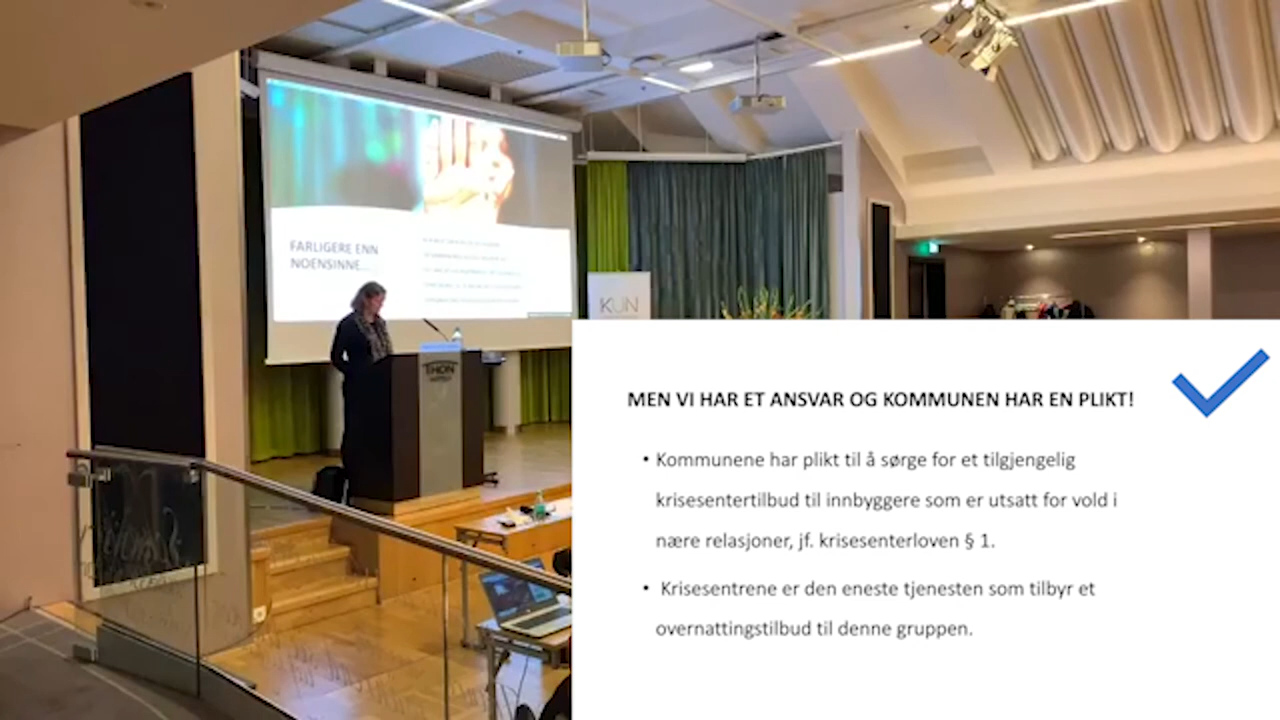 FARLIGERE ENN
NOENSINNE...
KUN
THON
HOTELS
MEN VI HAR ET ANSVAR OG KOMMUNEN HAR EN PLIKT!
• Kommunene har plikt til å sørge for et tilgjengelig
krisesentertilbud til innbyggere som er utsatt for vold i
nære relasjoner, jf. krisesenterloven § 1.
• Krisesentrene er den eneste tjenesten som tilbyr et
overnattingstilbud til denne gruppen.